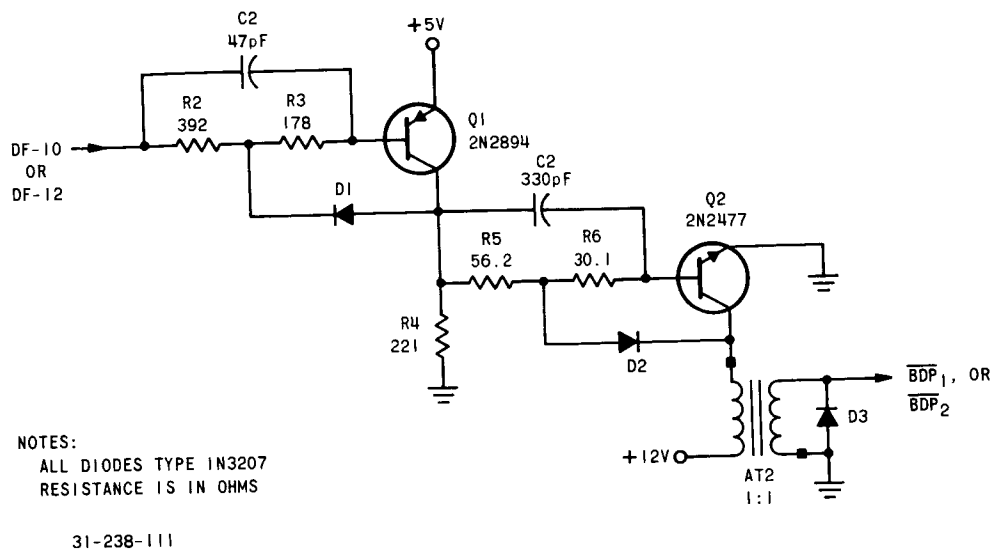 C2
47pF
+5V
R2
392
R3
178
Q1
2N2894
DF-10
OR
DF-12
D1
C2
330pF
Q2
2N2477
R5
56.2
R6
30.1
R4
221
D2
BDP1, OR
BDP2
D3
+12V
AT2
1:1
NOTES:
ALL DIODES TYPE 1N3207
RESISTANCE IS IN OHMS
31-238-111